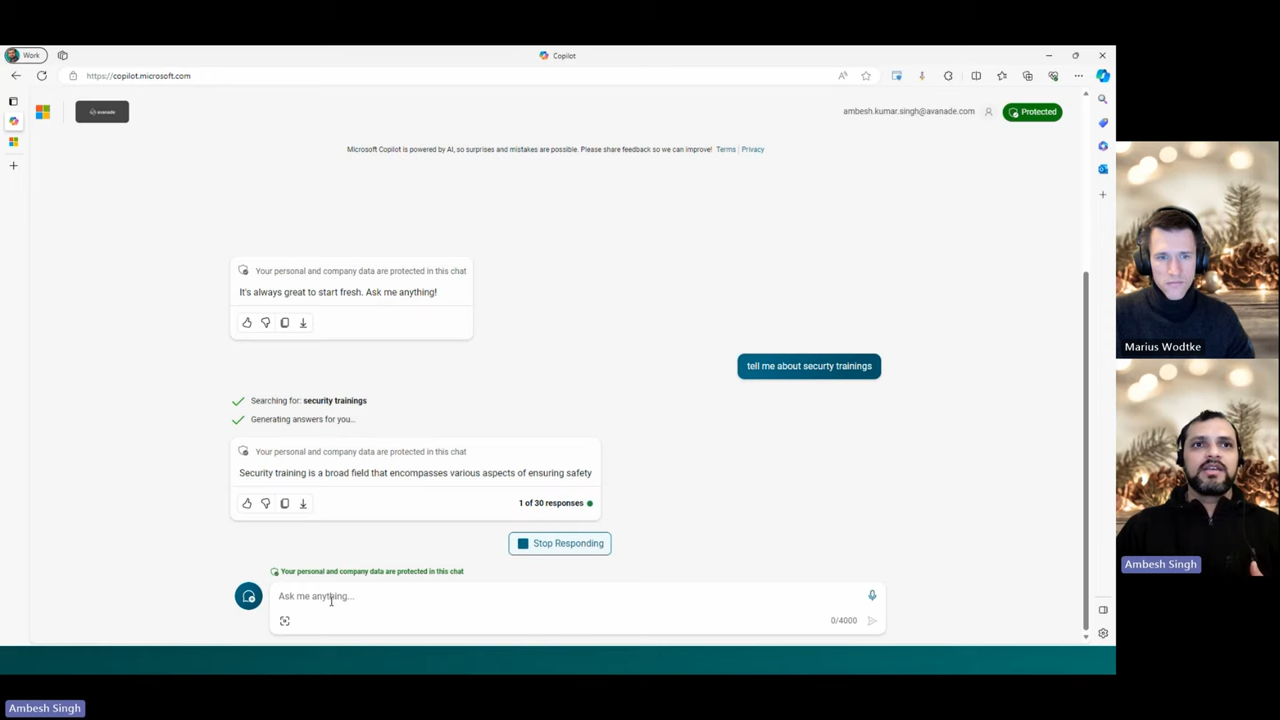 Work
Copilot
https://copilot.microsoft.com
avanade
ambesh.kumar.singh@avanade.com
Protected
Microsoft Copilot is powered by AI, so surprises and mistakes are possible. Please share feedback so we can improve! Terms | Privacy
Your personal and company data are protected in this chat
It's always great to start fresh. Ask me anything!
tell me about securty trainings
Searching for: security trainings
Generating answers for you...
Your personal and company data are protected in this chat
Security training is a broad field that encompasses various aspects of ensuring safety
1 of 30 responses
Stop Responding
Your personal and company data are protected in this chat
Ask me anything...
0/4000
Marius Wodtke
Ambesh Singh
Ambesh Singh